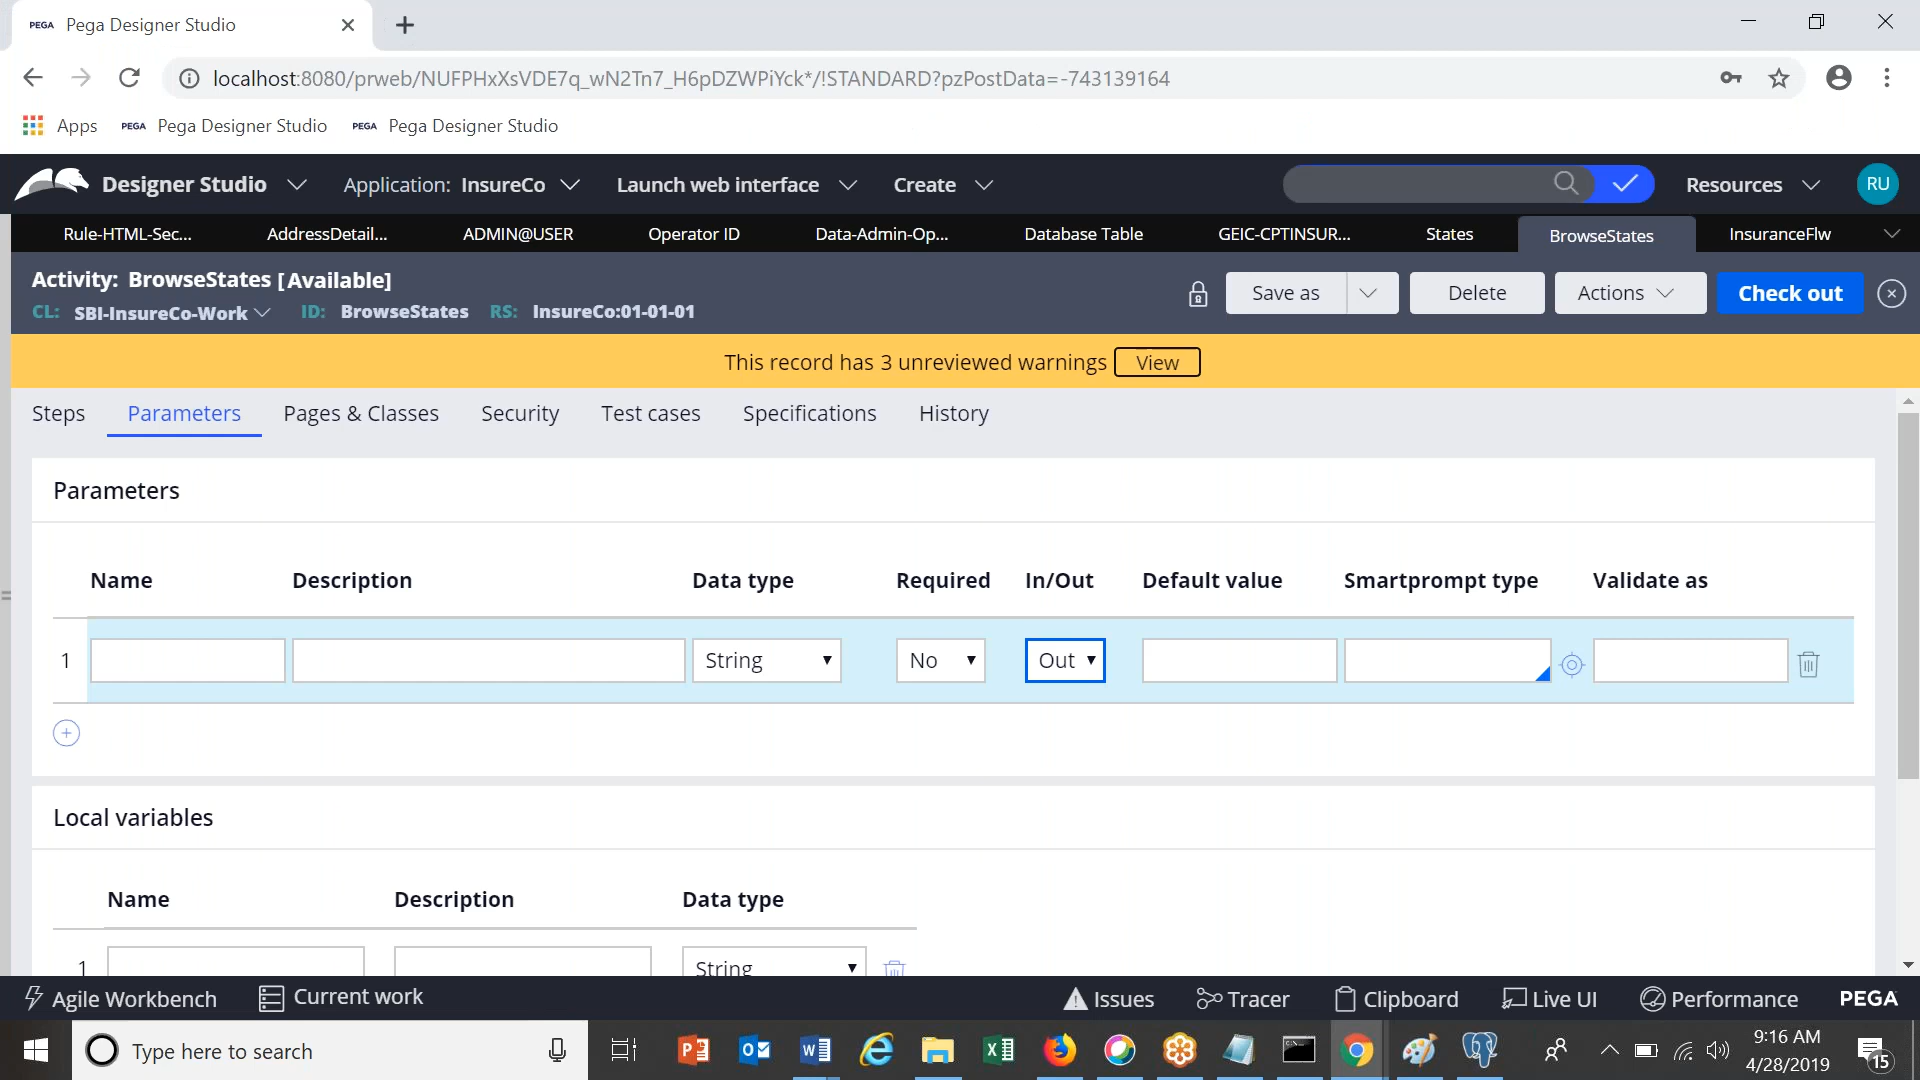 PEGA Pega Designer Studio
localhost:8080/prweb/NUFPHxXsVDE7q_wN2Tn7_H6pDZWPiYck*/!STANDARD?pzPostData=-743139164
Apps PEGA Pega Designer Studio PEGA Pega Designer Studio
Designer Studio Application: InsureCo Launch web interface Create Resources RU
Rule-HTML-Sec... AddressDetail... ADMIN@USER Operator ID Data-Admin-Op... Database Table GEIC-CPTINSUR... States BrowseStates InsuranceFlw
Activity: BrowseStates [Available]
Save as Delete Actions Check out
CL: SBI-InsureCo-Work ID: BrowseStates RS: InsureCo:01-01-01
This record has 3 unreviewed warnings View
Steps Parameters Pages & Classes Security Test cases Specifications History
Parameters
Name Description Data type Required In/Out Default value Smartprompt type Validate as
1 String No Out
Local variables
Name Description Data type
1 String
Agile Workbench Current work Issues Tracer Clipboard Live UI Performance PEGA
Type here to search
9:16 AM
4/28/2019
15